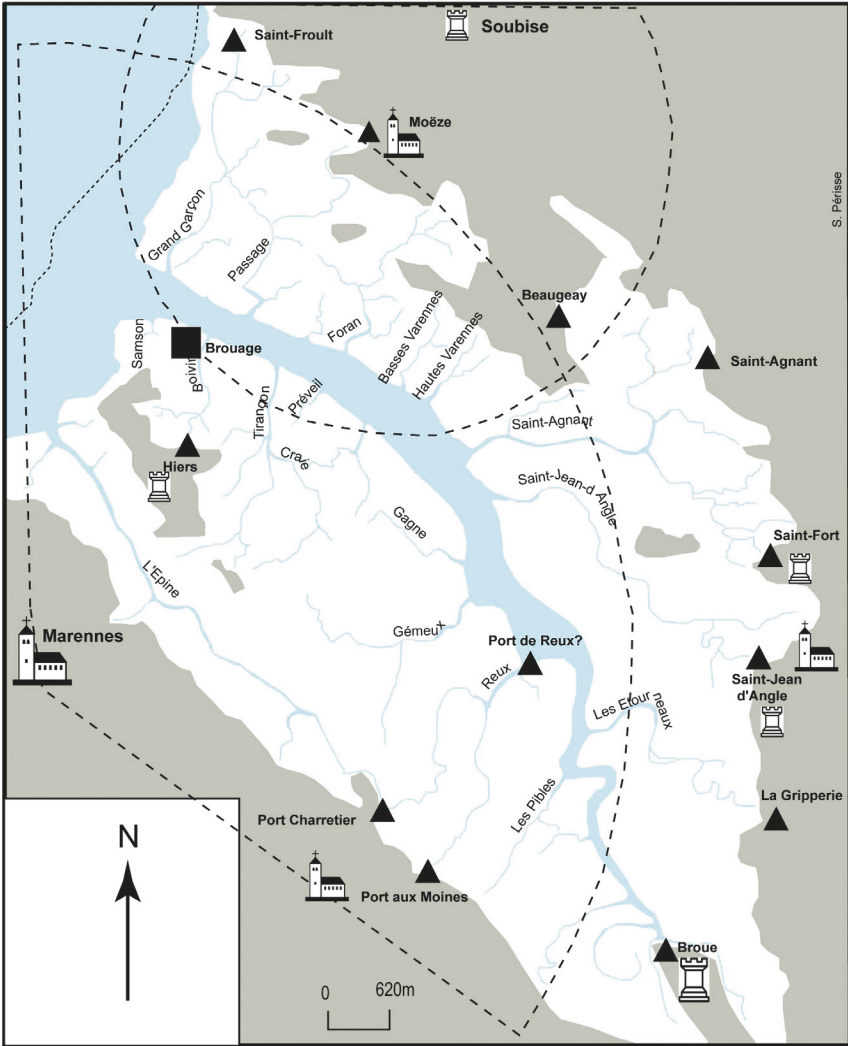 Saint-Froult
Soubise
Moëze
S. Périsse
Grand Garçon
Passage
Beaugeay
Foran
Basses Varennes
Hautes Varennes
Samson
Brouage
Boivin
Saint-Agnant
Préveil
Tirançon
Saint-Agnant
Hiers
Craie
Saint-Jean-d'Angle
Gagne
Saint-Fort
L'Epine
Gémeux
Marennes
Port de Reux?
Reux
Saint-Jean
d'Angle
Les Etourneaux
Les Pibles
Port Charretier
La Gripperie
N
Port aux Moines
Broue
0 620m